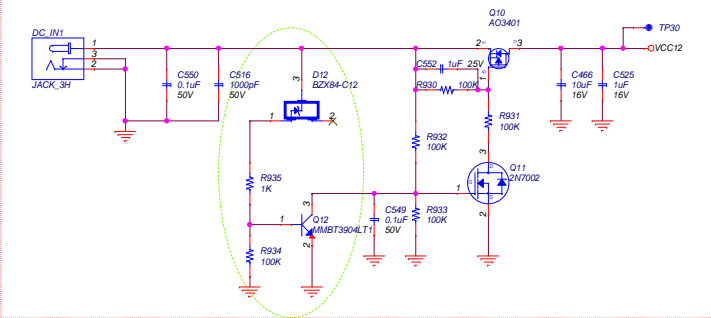 Q10
AO3401
DC_IN1
TP30
1
2
3
VCC12
3
2
C552
1uF
25V
JACK_3H
C550
0.1uF
50V
C516
1000pF
50V
3
D12
BZX84-C12
R930
100K
1
C466
10uF
16V
C525
1uF
16V
1
2
R931
100K
R932
100K
3
Q11
2N7002
R935
1K
1
3
1
Q12
MMBT3904LT1
2
C549
0.1uF
50V
R933
100K
2
R934
100K